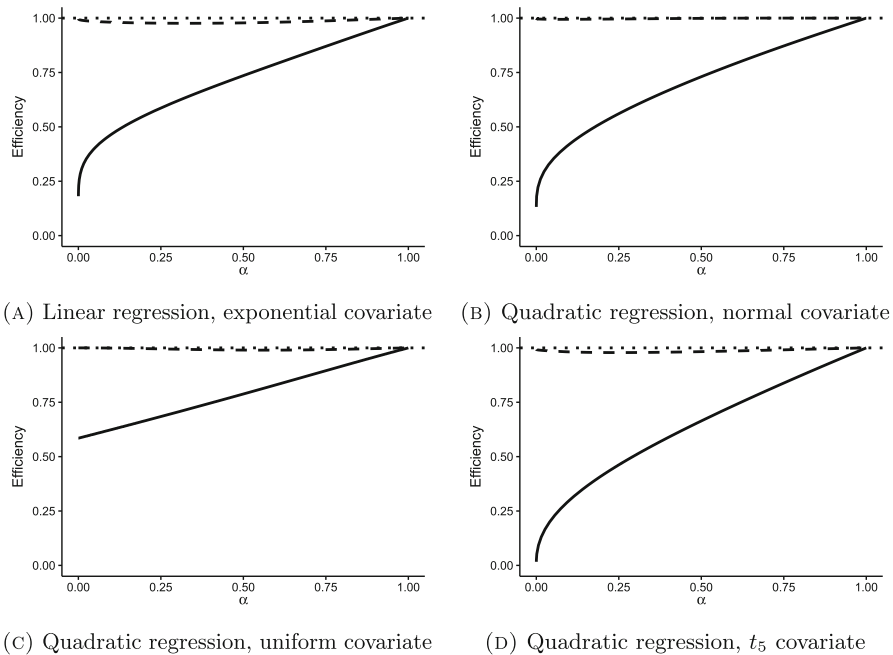 1.00
0.75
0.50
0.25
0.00
Efficiency
0.00 0.25 0.50 0.75 1.00
α
(A) Linear regression, exponential covariate
1.00
0.75
0.50
0.25
0.00
Efficiency
0.00 0.25 0.50 0.75 1.00
α
(B) Quadratic regression, normal covariate
1.00
0.75
0.50
0.25
0.00
Efficiency
0.00 0.25 0.50 0.75 1.00
α
(C) Quadratic regression, uniform covariate
1.00
0.75
0.50
0.25
0.00
Efficiency
0.00 0.25 0.50 0.75 1.00
α
(D) Quadratic regression, t₅ covariate